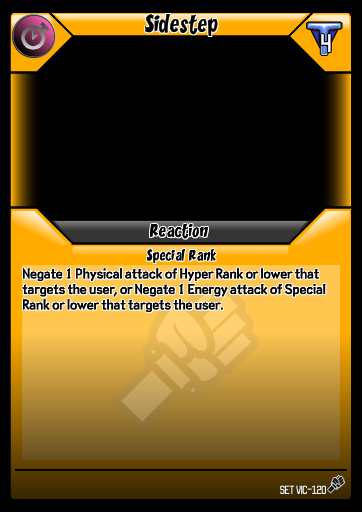 Sidestep
4
Reaction
Special Rank
Negate 1 Physical attack of Hyper Rank or lower that
targets the user, or Negate 1 Energy attack of Special
Rank or lower that targets the user.
SET VIC-120